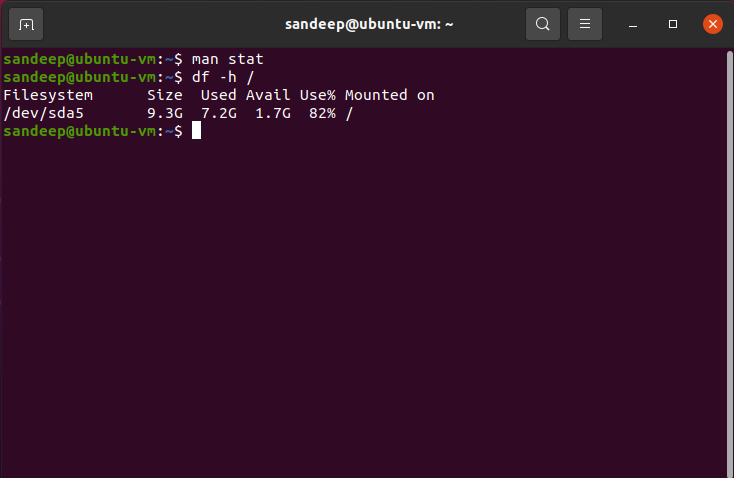 sandeep@ubuntu-vm: ~
sandeep@ubuntu-vm:~$ man stat
sandeep@ubuntu-vm:~$ df -h /
Filesystem      Size  Used Avail Use% Mounted on
/dev/sda5       9.3G  7.2G  1.7G  82% /
sandeep@ubuntu-vm:~$